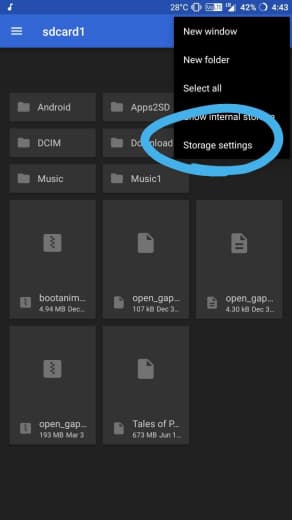 28°C VoLTE 42% 4:43
sdcard1
New window
New folder
Select all
Show internal storage
Storage settings
Android
Apps2SD
DCIM
Download
Music
Music1
bootanim...
4.94 MB Dec...
open_gap...
107 kB Dec 3...
open_gap...
4.30 kB Dec 3...
open_gap...
193 MB Mar 3
Tales of P...
673 MB Jun 1...